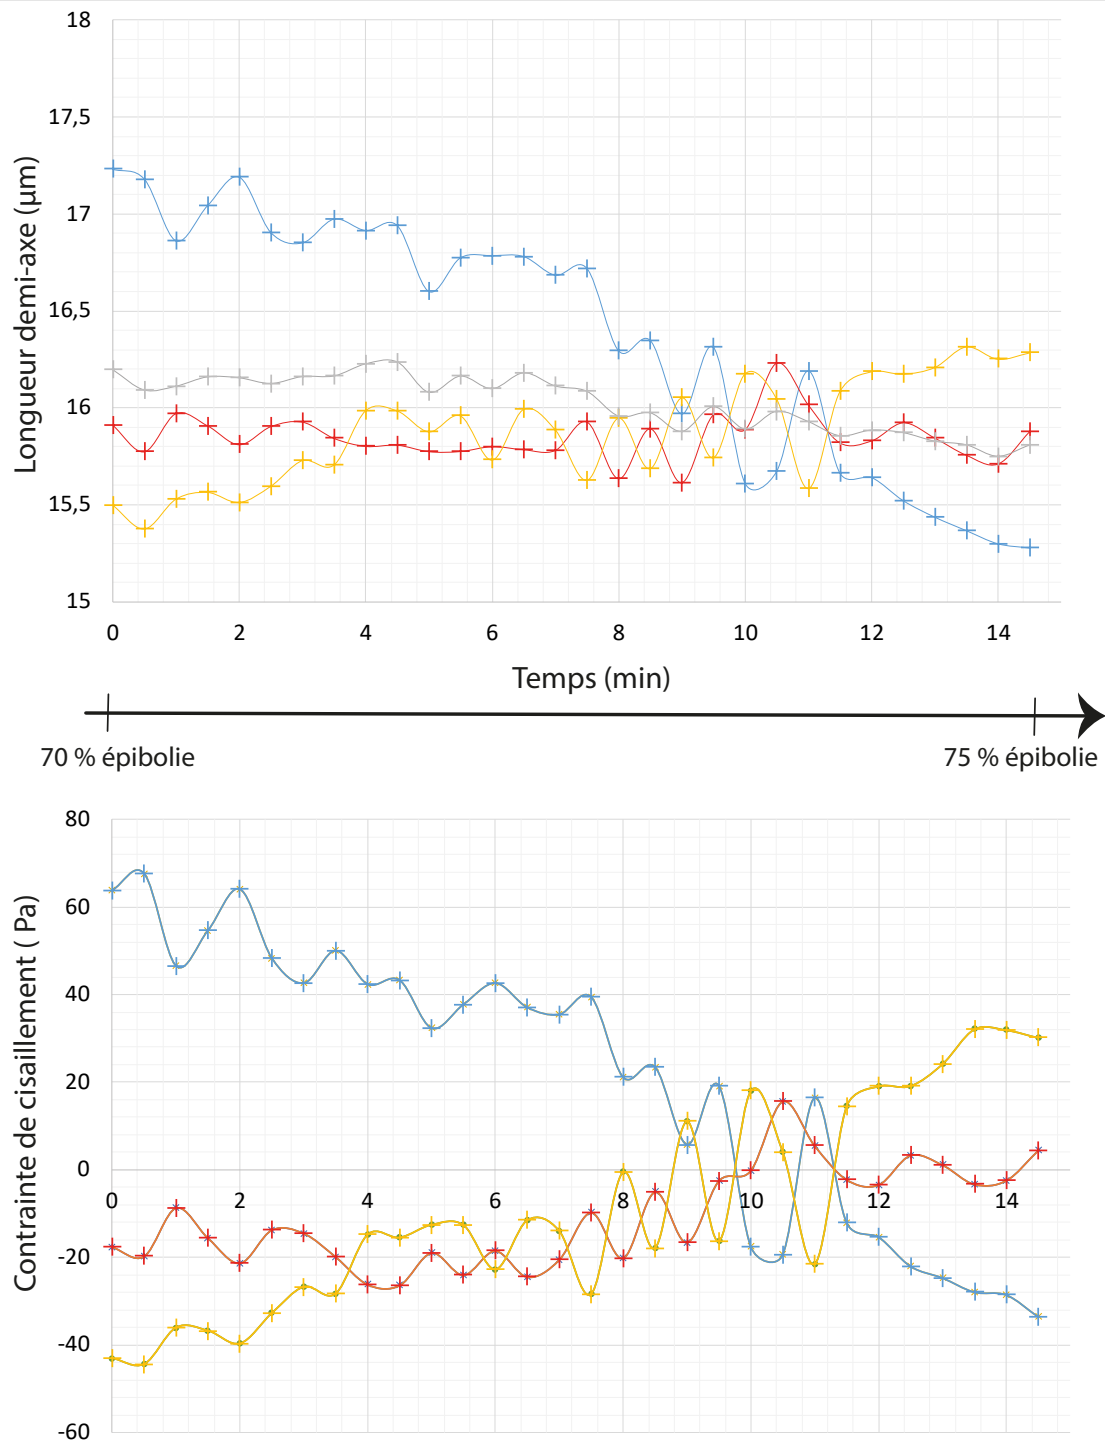 18
17,5
17
16,5
16
15,5
15
Longueur demi-axe (µm)
0 2 4 6 8 10 12 14
Temps (min)
70 % épibolie 75 % épibolie
80
60
40
20
0
-20
-40
-60
Contrainte de cisaillement ( Pa)
0 2 4 6 8 10 12 14